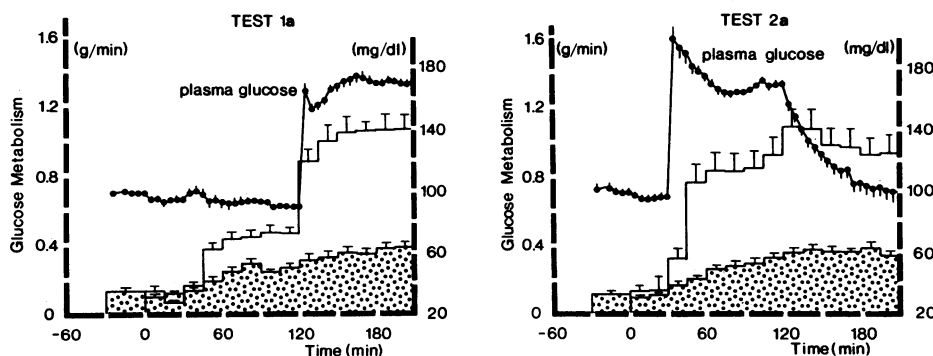 TEST 1a
1.6
(g/min)
(mg/dl)
180
plasma glucose
1.2
140
Glucose Metabolism
0.8
100
0.4
60
0
20
-60
0
60
120
180
Time (min)
TEST 2a
1.6
(g/min)
plasma glucose
(mg/dl)
200
180
1.2
140
Glucose Metabolism
0.8
100
0.4
60
0
20
-60
0
60
120
180
Time (min)